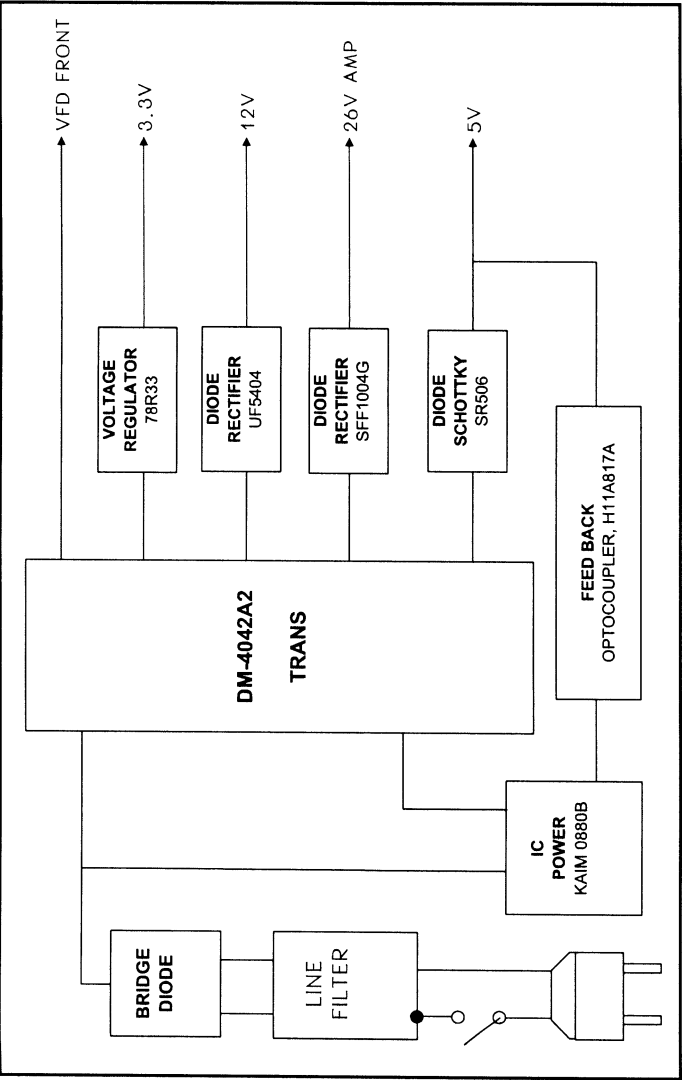 VFD FRONT
3.3V
12V
26V AMP
5V
VOLTAGE
REGULATOR
78R33
DIODE
RECTIFIER
UF5404
DIODE
RECTIFIER
SFF1004G
DIODE
SCHOTTKY
SR506
DM-4042A2
TRANS
FEED BACK
OPTOCOUPLER, H11A817A
IC
POWER
KAIM 0880B
BRIDGE
DIODE
LINE
FILTER